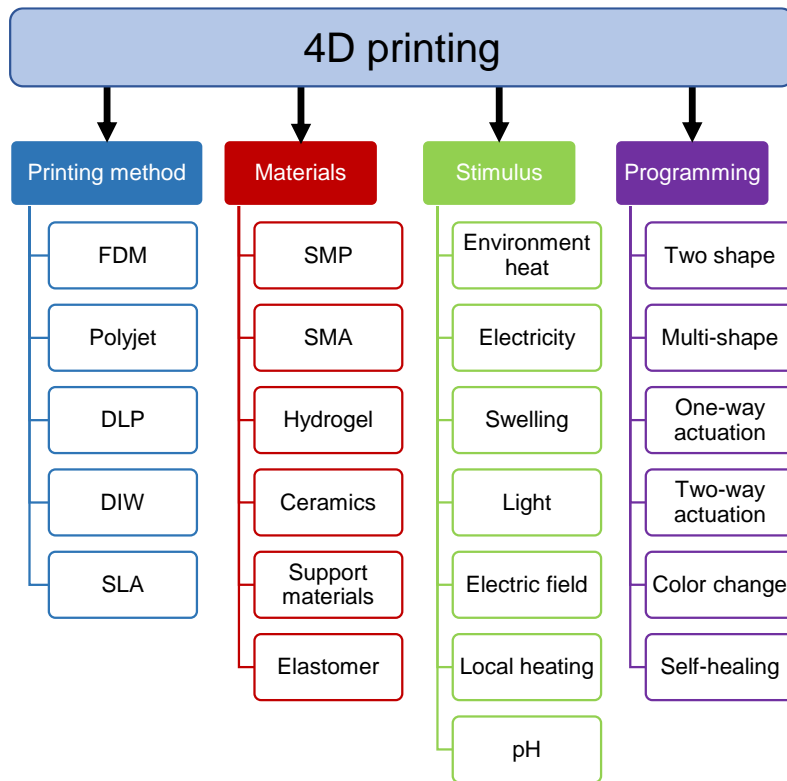 4D printing
Printing method
FDM
Polyjet
DLP
DIW
SLA
Materials
SMP
SMA
Hydrogel
Ceramics
Support
materials
Elastomer
Stimulus
Environment
heat
Electricity
Swelling
Light
Electric field
Local heating
pH
Programming
Two shape
Multi-shape
One-way
actuation
Two-way
actuation
Color change
Self-healing